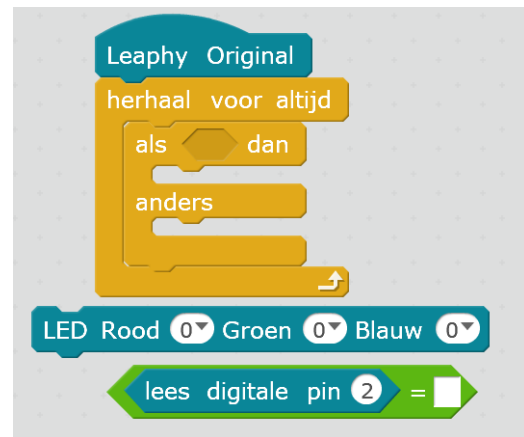 Leaphy Original
herhaal voor altijd
als dan
anders
LED Rood 0 Groen 0 Blauw 0
lees digitale pin 2 =